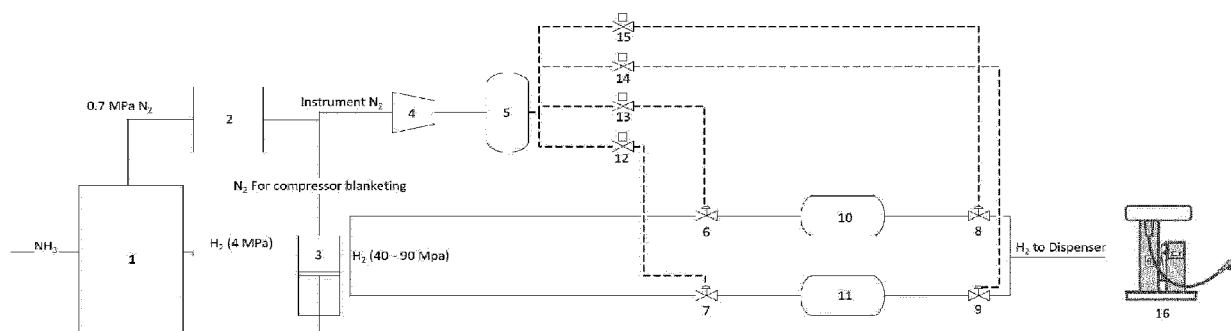 15
14
0.7 MPa N₂
Instrument N₂
2
4
5
13
12
N₂ For compressor blanketing
NH₃
1
H₂ (4 MPa)
3
H₂ (40 - 90 Mpa)
6
10
8
H₂ to Dispenser
7
11
9
16